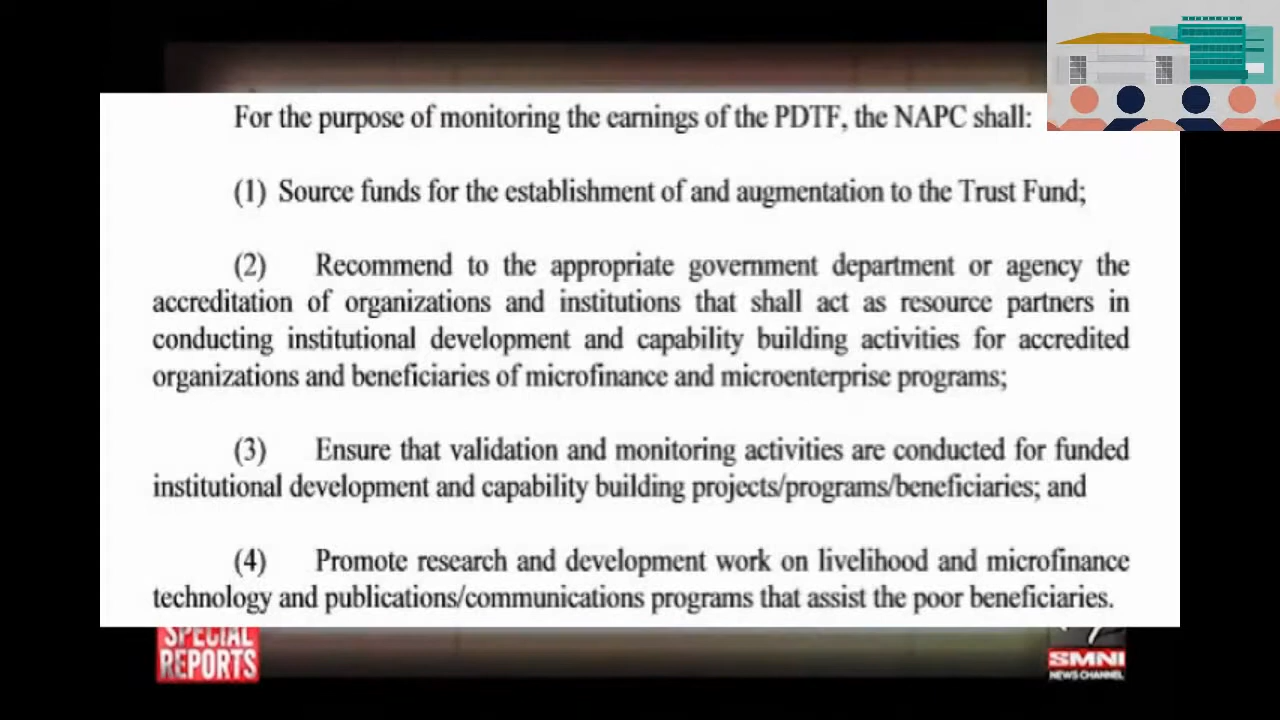 For the purpose of monitoring the earnings of the PDTF, the NAPC shall:
(1) Source funds for the establishment of and augmentation to the Trust Fund;
(2) Recommend to the appropriate government department or agency the
accreditation of organizations and institutions that shall act as resource partners in
conducting institutional development and capability building activities for accredited
organizations and beneficiaries of microfinance and microenterprise programs;
(3) Ensure that validation and monitoring activities are conducted for funded
institutional development and capability building projects/programs/beneficiaries; and
(4) Promote research and development work on livelihood and microfinance
technology and publications/communications programs that assist the poor beneficiaries.
SPECIAL
REPORTS
SMNI
NEWS CHANNEL